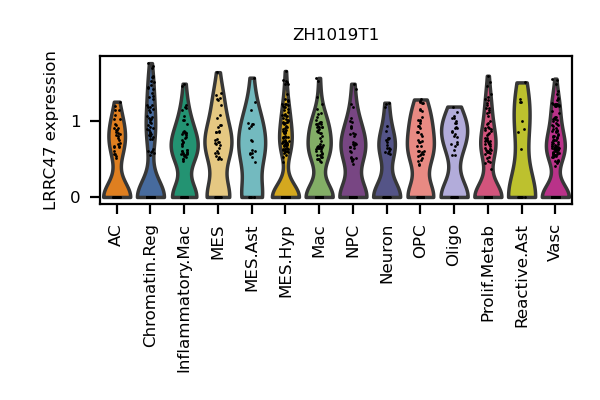 ZH1019T1
LRRC47 expression
1
0
AC
Chromatin.Reg
Inflammatory.Mac
MES
MES.Ast
MES.Hyp
Mac
NPC
Neuron
OPC
Oligo
Prolif.Metab
Reactive.Ast
Vasc